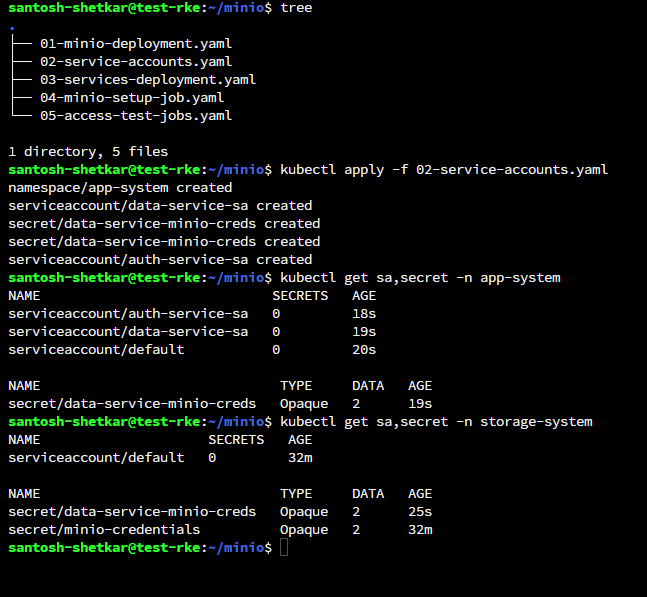 santosh-shetkar@test-rke:~/minio$ tree
.
├── 01-minio-deployment.yaml
├── 02-service-accounts.yaml
├── 03-services-deployment.yaml
├── 04-minio-setup-job.yaml
└── 05-access-test-jobs.yaml

1 directory, 5 files
santosh-shetkar@test-rke:~/minio$ kubectl apply -f 02-service-accounts.yaml
namespace/app-system created
serviceaccount/data-service-sa created
secret/data-service-minio-creds created
secret/data-service-minio-creds created
serviceaccount/auth-service-sa created
santosh-shetkar@test-rke:~/minio$ kubectl get sa,secret -n app-system
NAME                             SECRETS   AGE
serviceaccount/auth-service-sa   0         18s
serviceaccount/data-service-sa   0         19s
serviceaccount/default           0         20s

NAME                              TYPE     DATA   AGE
secret/data-service-minio-creds   Opaque   2      19s
santosh-shetkar@test-rke:~/minio$ kubectl get sa,secret -n storage-system
NAME                     SECRETS   AGE
serviceaccount/default   0         32m

NAME                              TYPE     DATA   AGE
secret/data-service-minio-creds   Opaque   2      25s
secret/minio-credentials          Opaque   2      32m
santosh-shetkar@test-rke:~/minio$